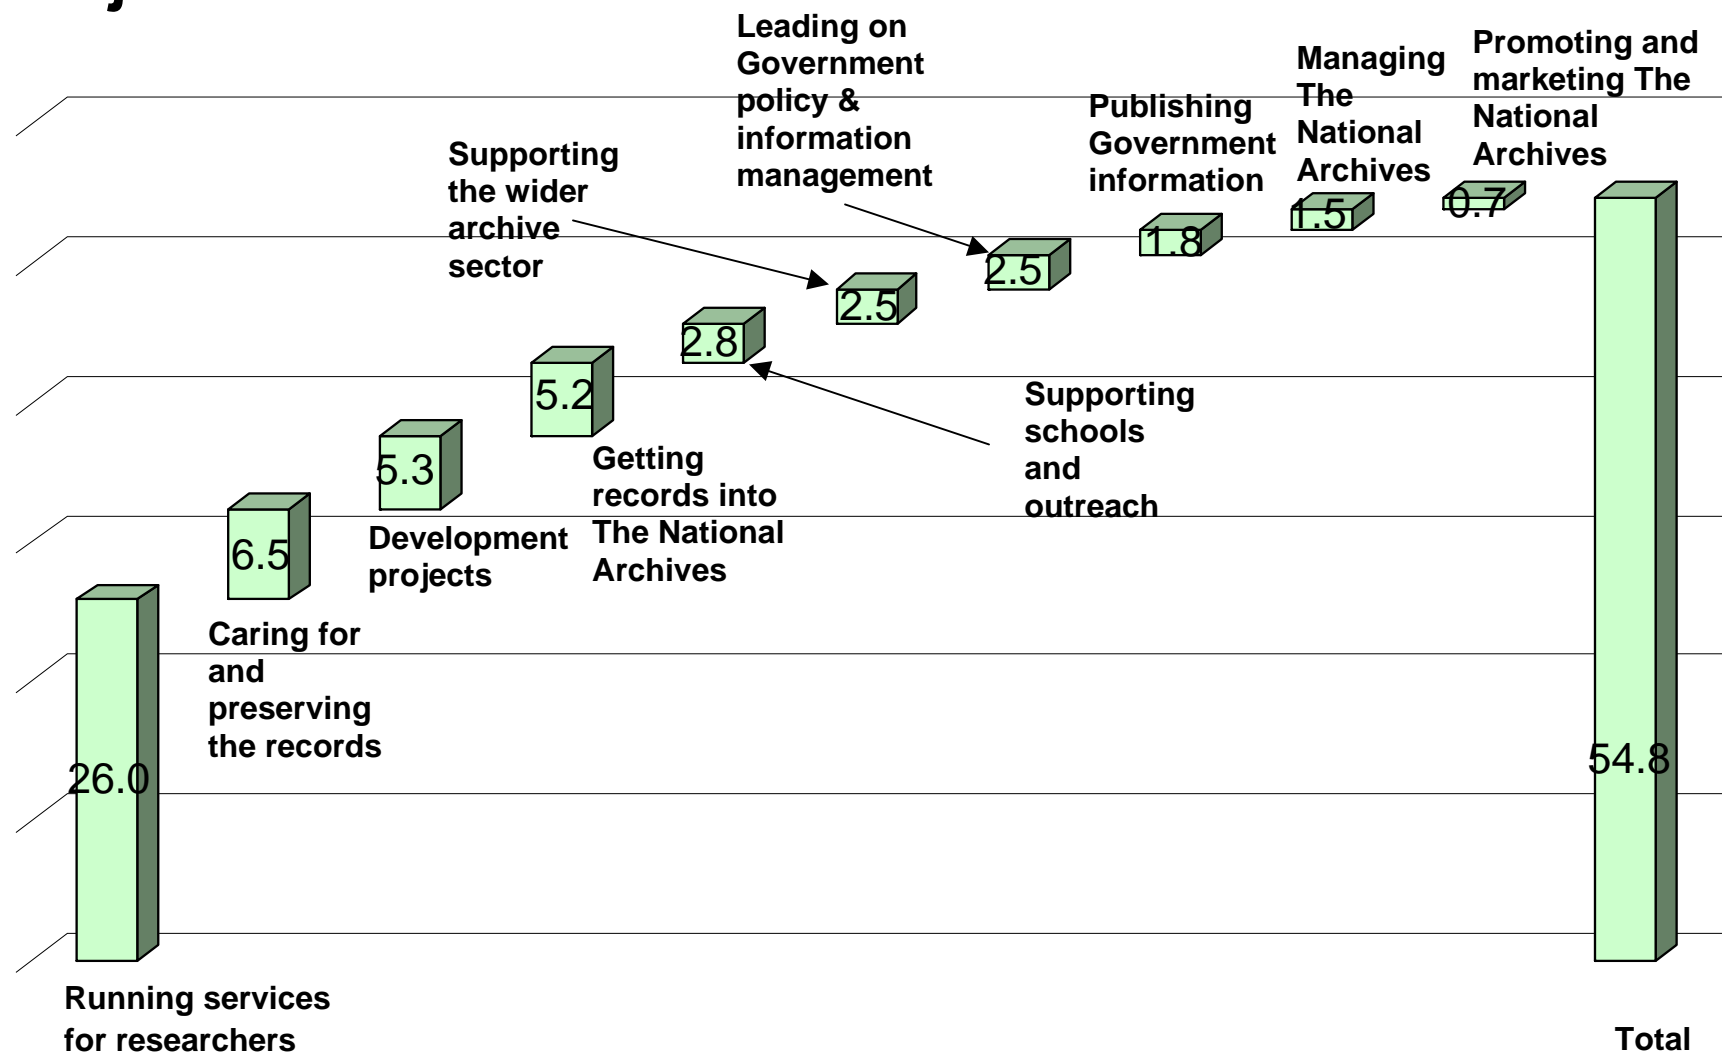 Leading on
Government
policy &
information
management
Promoting and
marketing The
National
Archives
Managing
The
National
Archives
Publishing
Government
information
Supporting
the wider
archive
sector
0.7
1.5
1.8
2.5
2.5
2.8
5.2
5.3
6.5
26.0
54.8
Supporting
schools
and
outreach
Getting
records into
The National
Archives
Development
projects
Caring for
and
preserving
the records
Running services
for researchers
Total